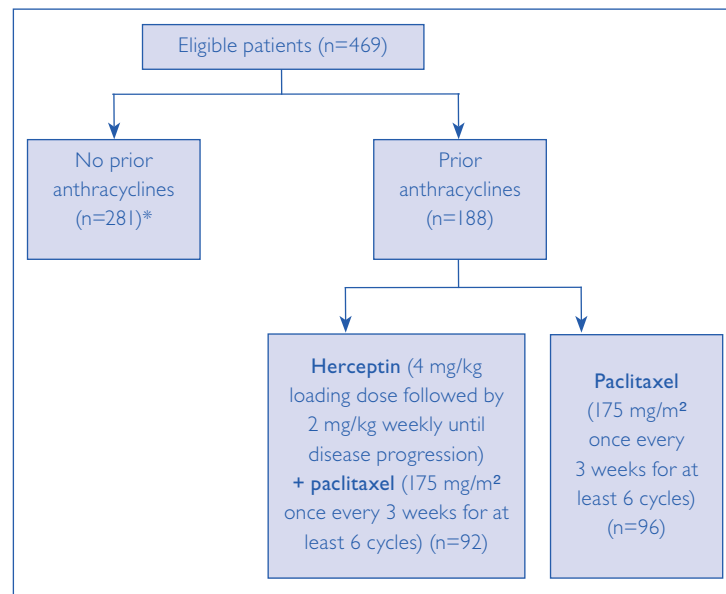 Eligible patients (n=469)
No prior
anthracyclines
(n=281)*
Prior
anthracyclines
(n=188)
Herceptin (4 mg/kg
loading dose followed by
2 mg/kg weekly until
disease progression)
+ paclitaxel (175 mg/m²
once every 3 weeks for at
least 6 cycles) (n=92)
Paclitaxel
(175 mg/m²
once every
3 weeks for at
least 6 cycles)
(n=96)